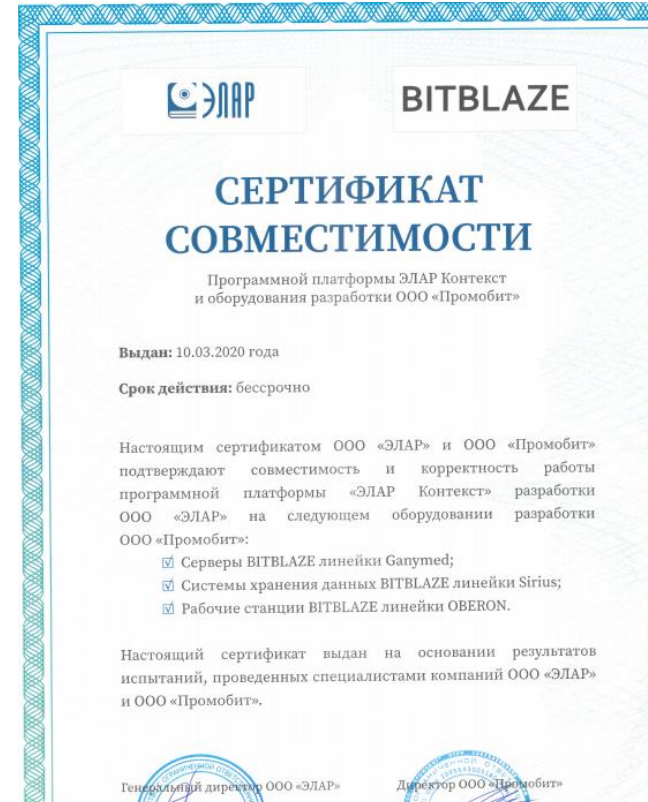 ЭЛАР
BITBLAZE
СЕРТИФИКАТ
СОВМЕСТИМОСТИ
Программной платформы ЭЛАР Контекст
и оборудования разработки ООО «Промобит»
Выдан: 10.03.2020 года
Срок действия: бессрочно
Настоящим сертификатом ООО «ЭЛАР» и ООО «Промобит»
подтверждают совместимость и корректность работы
программной платформы «ЭЛАР Контекст» разработки
ООО «ЭЛАР» на следующем оборудовании разработки
ООО «Промобит»:
☑ Серверы BITBLAZE линейки Ganymed;
☑ Системы хранения данных BITBLAZE линейки Sirius;
☑ Рабочие станции BITBLAZE линейки OBERON.
Настоящий сертификат выдан на основании результатов
испытаний, проведенных специалистами компаний ООО «ЭЛАР»
и ООО «Промобит».
Генеральный директор ООО «ЭЛАР»
Директор ООО «Промобит»